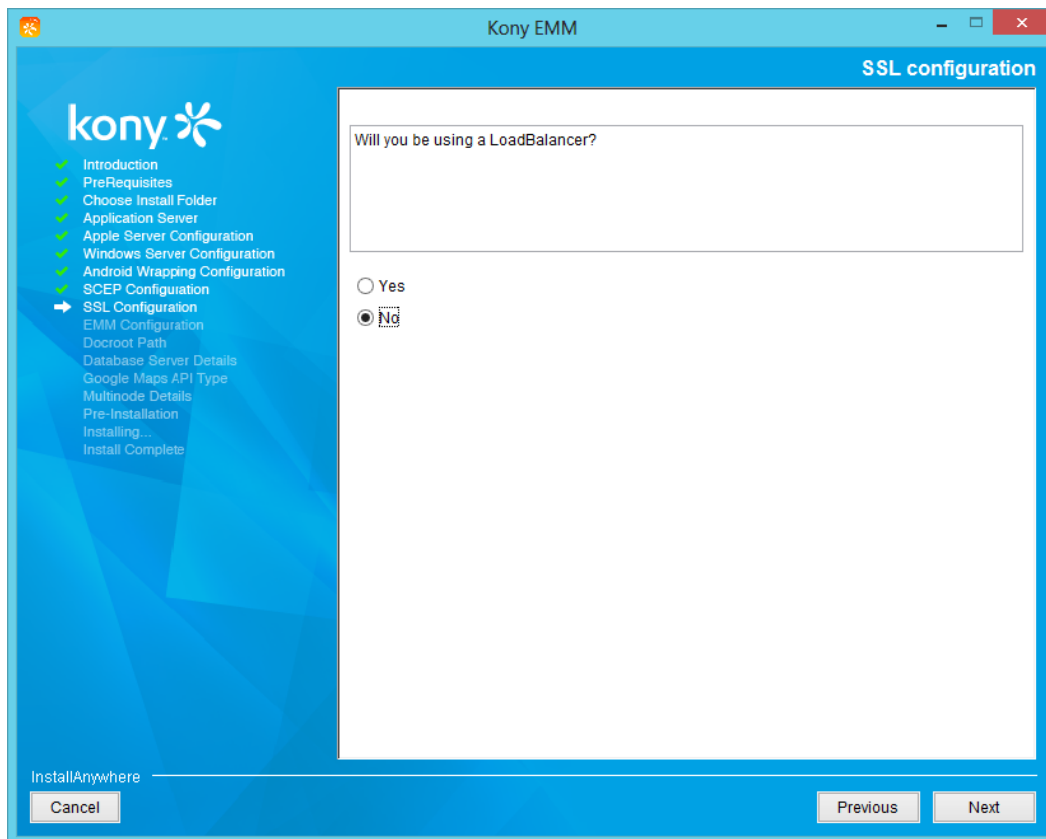 Kony EMM
SSL configuration
kony
Introduction
PreRequisites
Choose Install Folder
Application Server
Apple Server Configuration
Windows Server Configuration
Android Wrapping Configuration
SCEP Configuration
SSL Configuration
EMM Configuration
Docroot Path
Database Server Details
Google Maps API Type
Multinode Details
Pre-Installation
Installing...
Install Complete
Will you be using a LoadBalancer?
Yes
No
InstallAnywhere
Cancel
Previous
Next